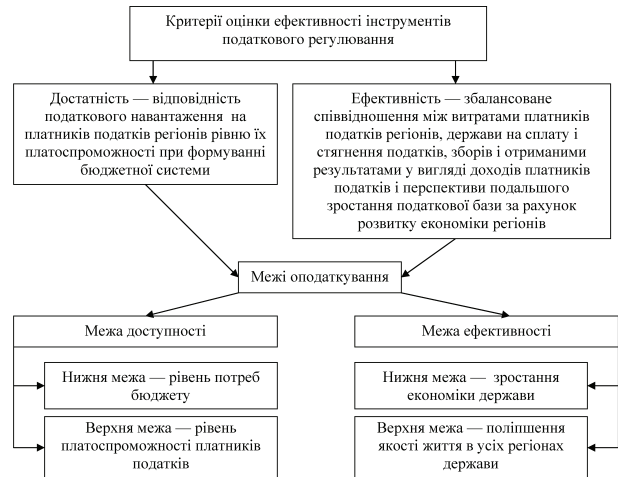 Критерії оцінки ефективності інструментів
податкового регулювання
Достатність — відповідність
податкового навантаження на
платників податків регіонів рівню їх
платоспроможності при формуванні
бюджетної системи
Ефективність — збалансоване
співвідношення між витратами платників
податків регіонів, держави на сплату і
стягнення податків, зборів і отриманими
результатами у вигляді доходів платників
податків і перспективи подальшого
зростання податкової бази за рахунок
розвитку економіки регіонів
Межі оподаткування
Межа доступності
Межа ефективності
Нижня межа — рівень потреб
бюджету
Нижня межа — зростання
економіки держави
Верхня межа — рівень
платоспроможності платників
податків
Верхня межа — поліпшення
якості життя в усіх регіонах
держави